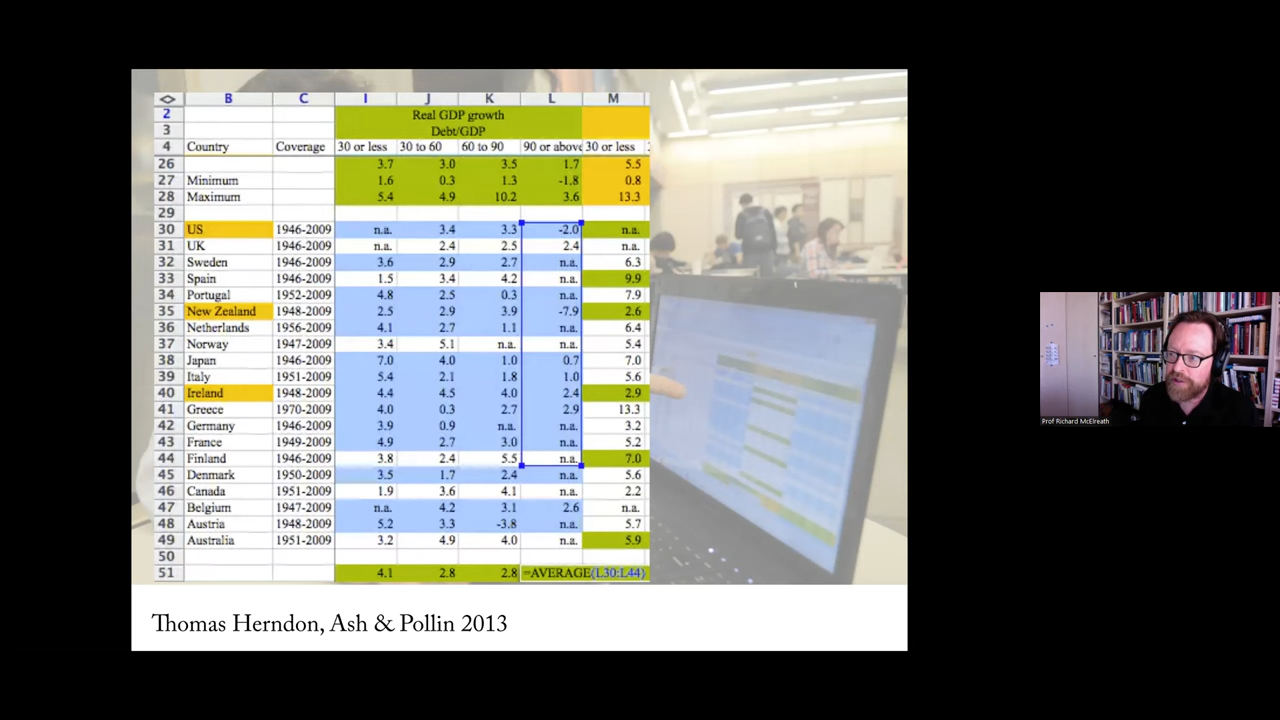 B C I J K L M
2 Real GDP growth
3 Debt/GDP
4 Country Coverage 30 or less 30 to 60 60 to 90 90 or above 30 or less
26 3.7 3.0 3.5 1.7 5.5
27 Minimum 1.6 0.3 1.3 -1.8 0.8
28 Maximum 5.4 4.9 10.2 3.6 13.3
29
30 US 1946-2009 n.a. 3.4 3.3 -2.0 n.a.
31 UK 1946-2009 n.a. 2.4 2.5 2.4 n.a.
32 Sweden 1946-2009 3.6 2.9 2.7 n.a. 6.3
33 Spain 1946-2009 1.5 3.4 4.2 n.a. 9.9
34 Portugal 1952-2009 4.8 2.5 0.3 n.a. 7.9
35 New Zealand 1948-2009 2.5 2.9 3.9 -7.9 2.6
36 Netherlands 1956-2009 4.1 2.7 1.1 n.a. 6.4
37 Norway 1947-2009 3.4 5.1 n.a. n.a. 5.4
38 Japan 1946-2009 7.0 4.0 1.0 0.7 7.0
39 Italy 1951-2009 5.4 2.1 1.8 1.0 5.6
40 Ireland 1948-2009 4.4 4.5 4.0 2.4 2.9
41 Greece 1970-2009 4.0 0.3 2.7 2.9 13.3
42 Germany 1946-2009 3.9 0.9 n.a. n.a. 3.2
43 France 1949-2009 4.9 2.7 3.0 n.a. 5.2
44 Finland 1946-2009 3.8 2.4 5.5 n.a. 7.0
45 Denmark 1950-2009 3.5 1.7 2.4 n.a. 5.6
46 Canada 1951-2009 1.9 3.6 4.1 n.a. 2.2
47 Belgium 1947-2009 n.a. 4.2 3.1 2.6 n.a.
48 Austria 1948-2009 5.2 3.3 -3.8 n.a. 5.7
49 Australia 1951-2009 3.2 4.9 4.0 n.a. 5.9
50
51 4.1 2.8 2.8 =AVERAGE(L30:L44)
Thomas Herndon, Ash & Pollin 2013
Prof Richard McElreath